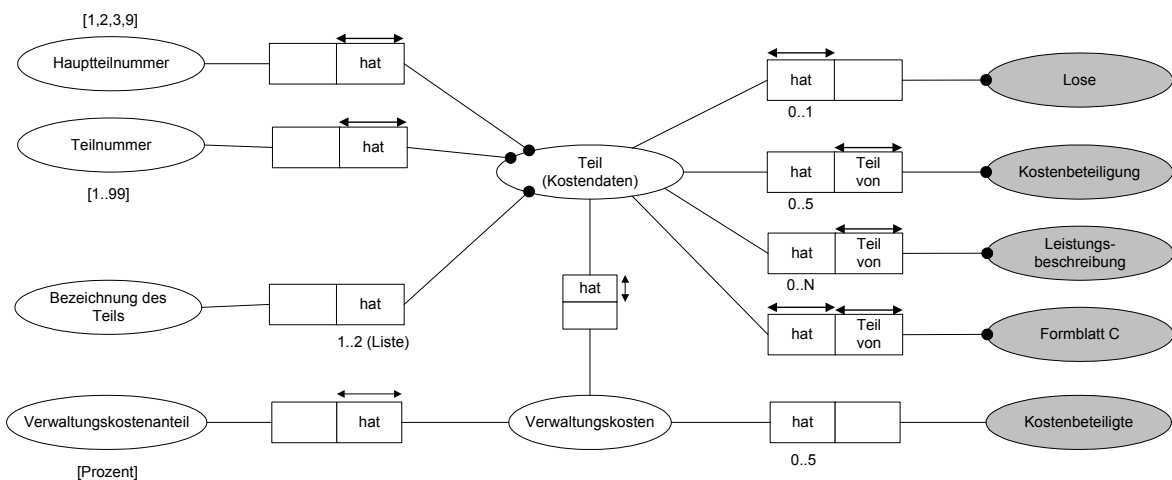 [1,2,3,9]
Hauptteilnummer
hat
Teilnummer
hat
[1..99]
Bezeichnung des
Teils
hat
1..2 (Liste)
Verwaltungskostenanteil
hat
[Prozent]
Teil
(Kostendaten)
hat
Verwaltungskosten
hat
0..1
Lose
hat
Teil
von
0..5
Kostenbeteiligung
hat
Teil
von
0..N
Leistungs-
beschreibung
hat
Teil
von
Formblatt C
hat
0..5
Kostenbeteiligte